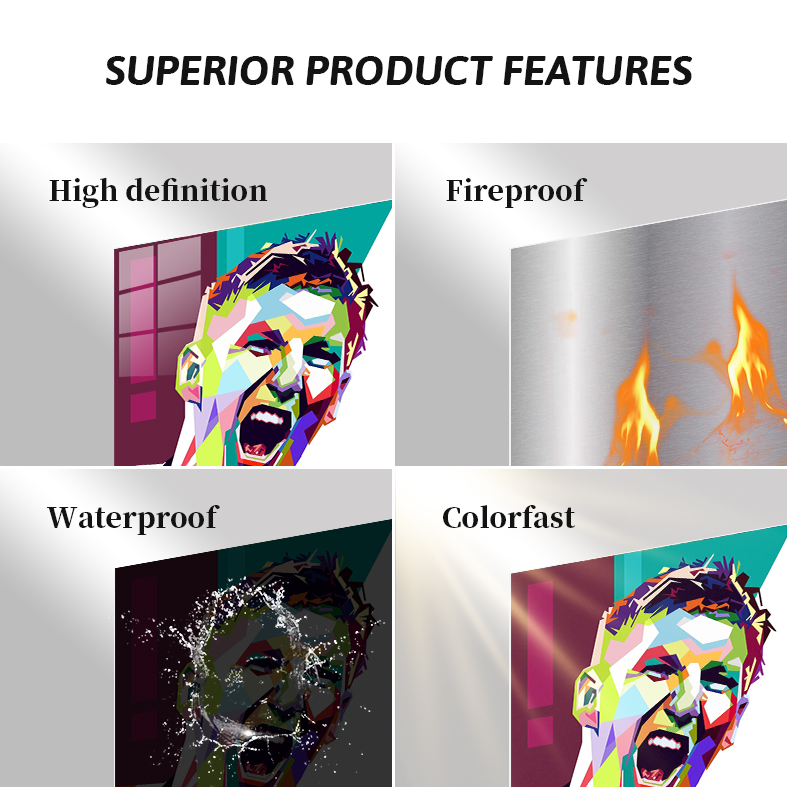 SUPERIOR PRODUCT FEATURES
High definition
Fireproof
Waterproof
Colorfast